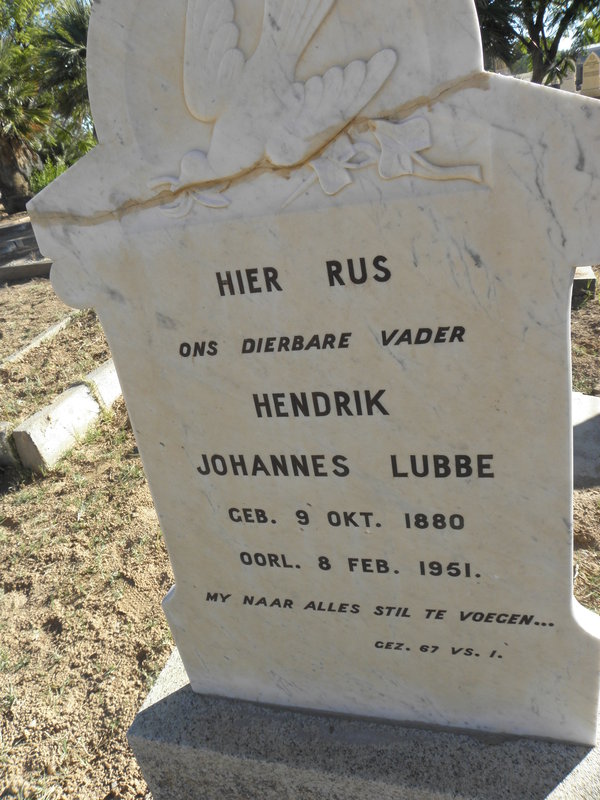 HIER RUS
ONS DIERBARE VADER
HENDRIK
JOHANNES LUBBE
GEB. 9 OKT. 1880
OORL. 8 FEB. 1951.
MY NAAR ALLES STIL TE VOEGEN...
GEZ. 67 VS. 1.